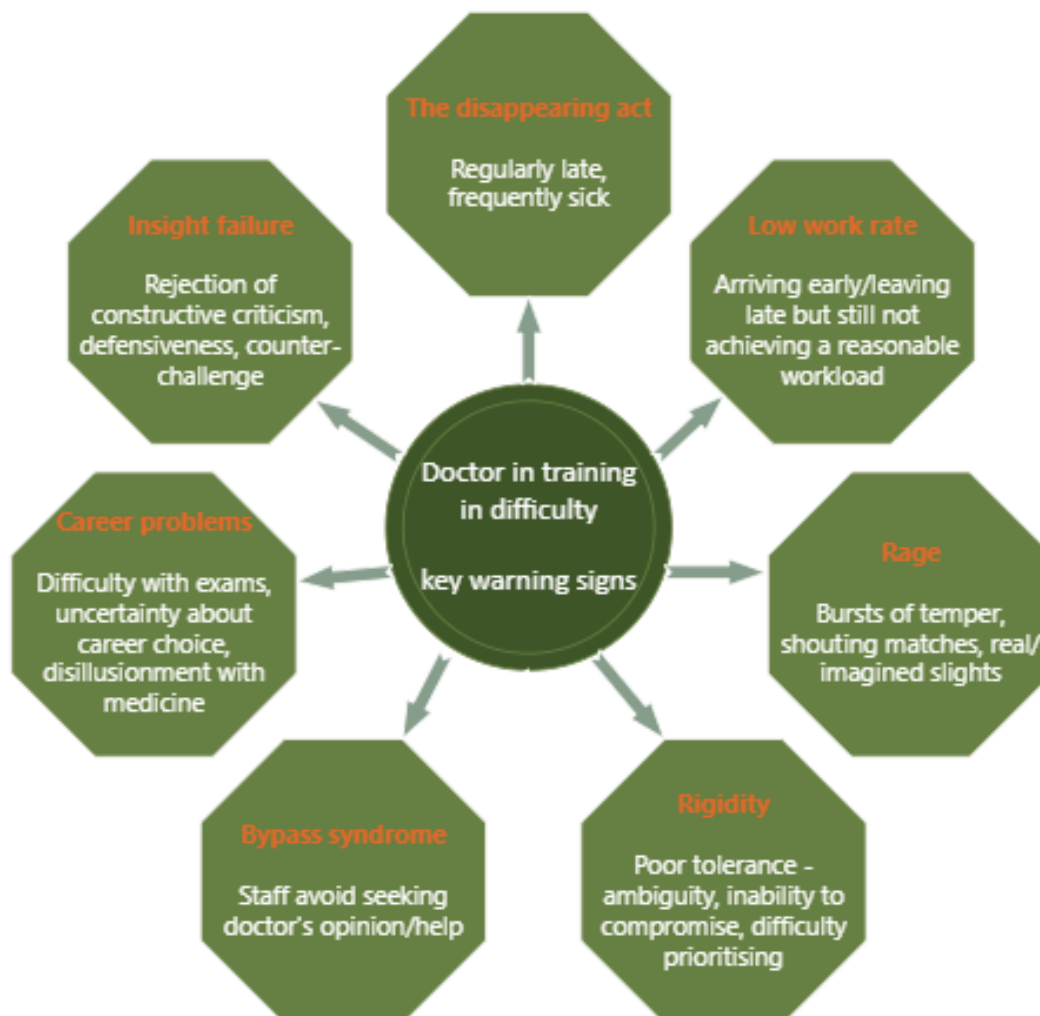 The disappearing act
Regularly late,
frequently sick
Insight failure
Rejection of
constructive criticism,
defensiveness, counter-
challenge
Low work rate
Arriving early/leaving
late but still not
achieving a reasonable
workload
Doctor in training
in difficulty
key warning signs
Career problems
Difficulty with exams,
uncertainty about
career choice,
disillusionment with
medicine
Rage
Bursts of temper,
shouting matches, real/
imagined slights
Bypass syndrome
Staff avoid seeking
doctor's opinion/help
Rigidity
Poor tolerance -
ambiguity, inability to
compromise, difficulty
prioritising